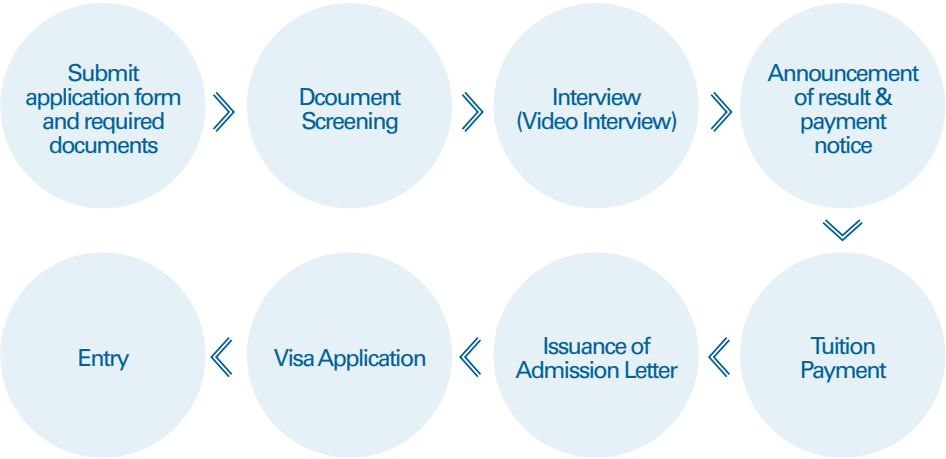 Submit
application form
and required
documents
Dcoument
Screening
Interview
(Video Interview)
Announcement
of result &
payment
notice
Tuition
Payment
Issuance of
Admission Letter
Visa Application
Entry